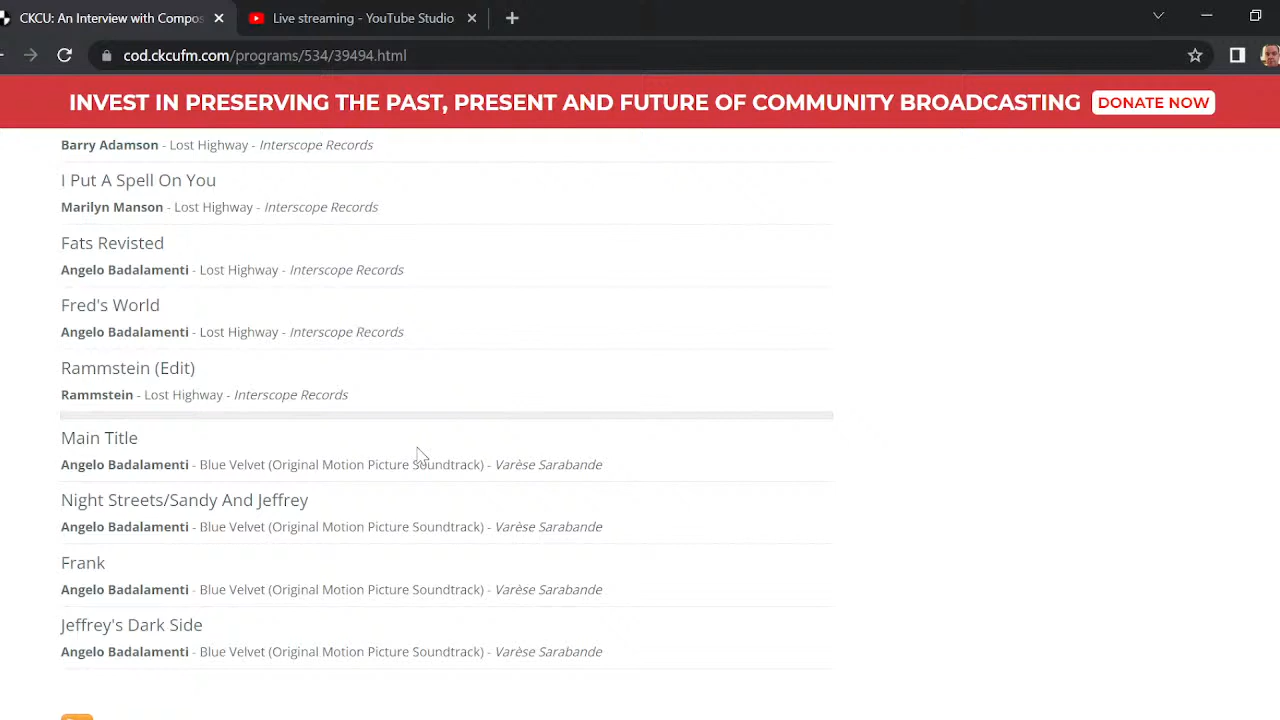 CKCU: An Interview with Compos
Live streaming - YouTube Studio
cod.ckcufm.com/programs/534/39494.html
INVEST IN PRESERVING THE PAST, PRESENT AND FUTURE OF COMMUNITY BROADCASTING DONATE NOW
Barry Adamson - Lost Highway - Interscope Records
I Put A Spell On You
Marilyn Manson - Lost Highway - Interscope Records
Fats Revisted
Angelo Badalamenti - Lost Highway - Interscope Records
Fred's World
Angelo Badalamenti - Lost Highway - Interscope Records
Rammstein (Edit)
Rammstein - Lost Highway - Interscope Records
Main Title
Angelo Badalamenti - Blue Velvet (Original Motion Picture Soundtrack) - Varèse Sarabande
Night Streets/Sandy And Jeffrey
Angelo Badalamenti - Blue Velvet (Original Motion Picture Soundtrack) - Varèse Sarabande
Frank
Angelo Badalamenti - Blue Velvet (Original Motion Picture Soundtrack) - Varèse Sarabande
Jeffrey's Dark Side
Angelo Badalamenti - Blue Velvet (Original Motion Picture Soundtrack) - Varèse Sarabande